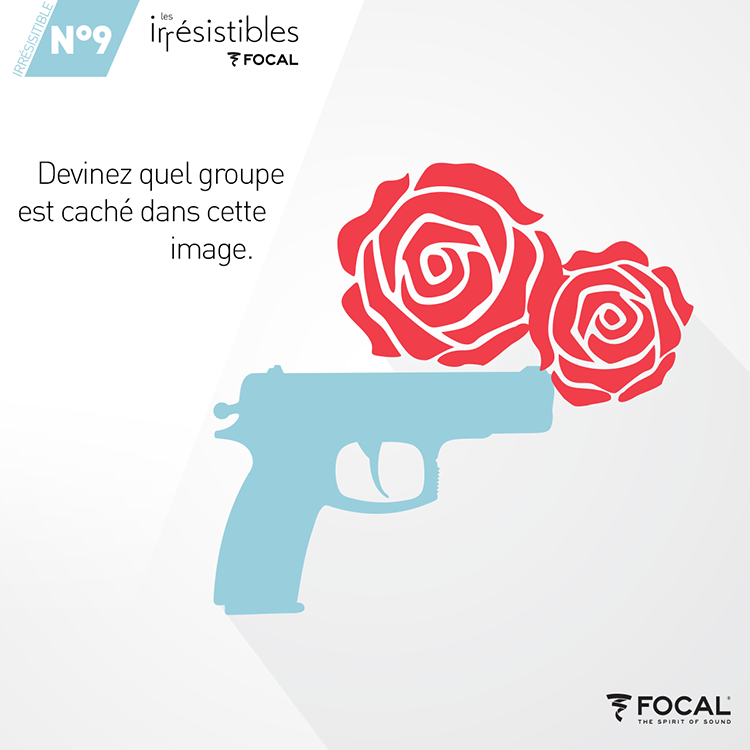 IRRÉSISTIBLE
N°9
les
irrésistibles
FOCAL
Devinez quel groupe
est caché dans cette
image.
FOCAL®
THE SPIRIT OF SOUND